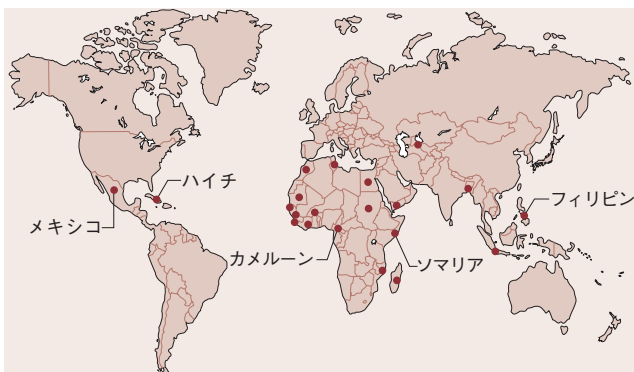 ハイチ
メキシコ
フィリピン
カメルーン
ソマリア